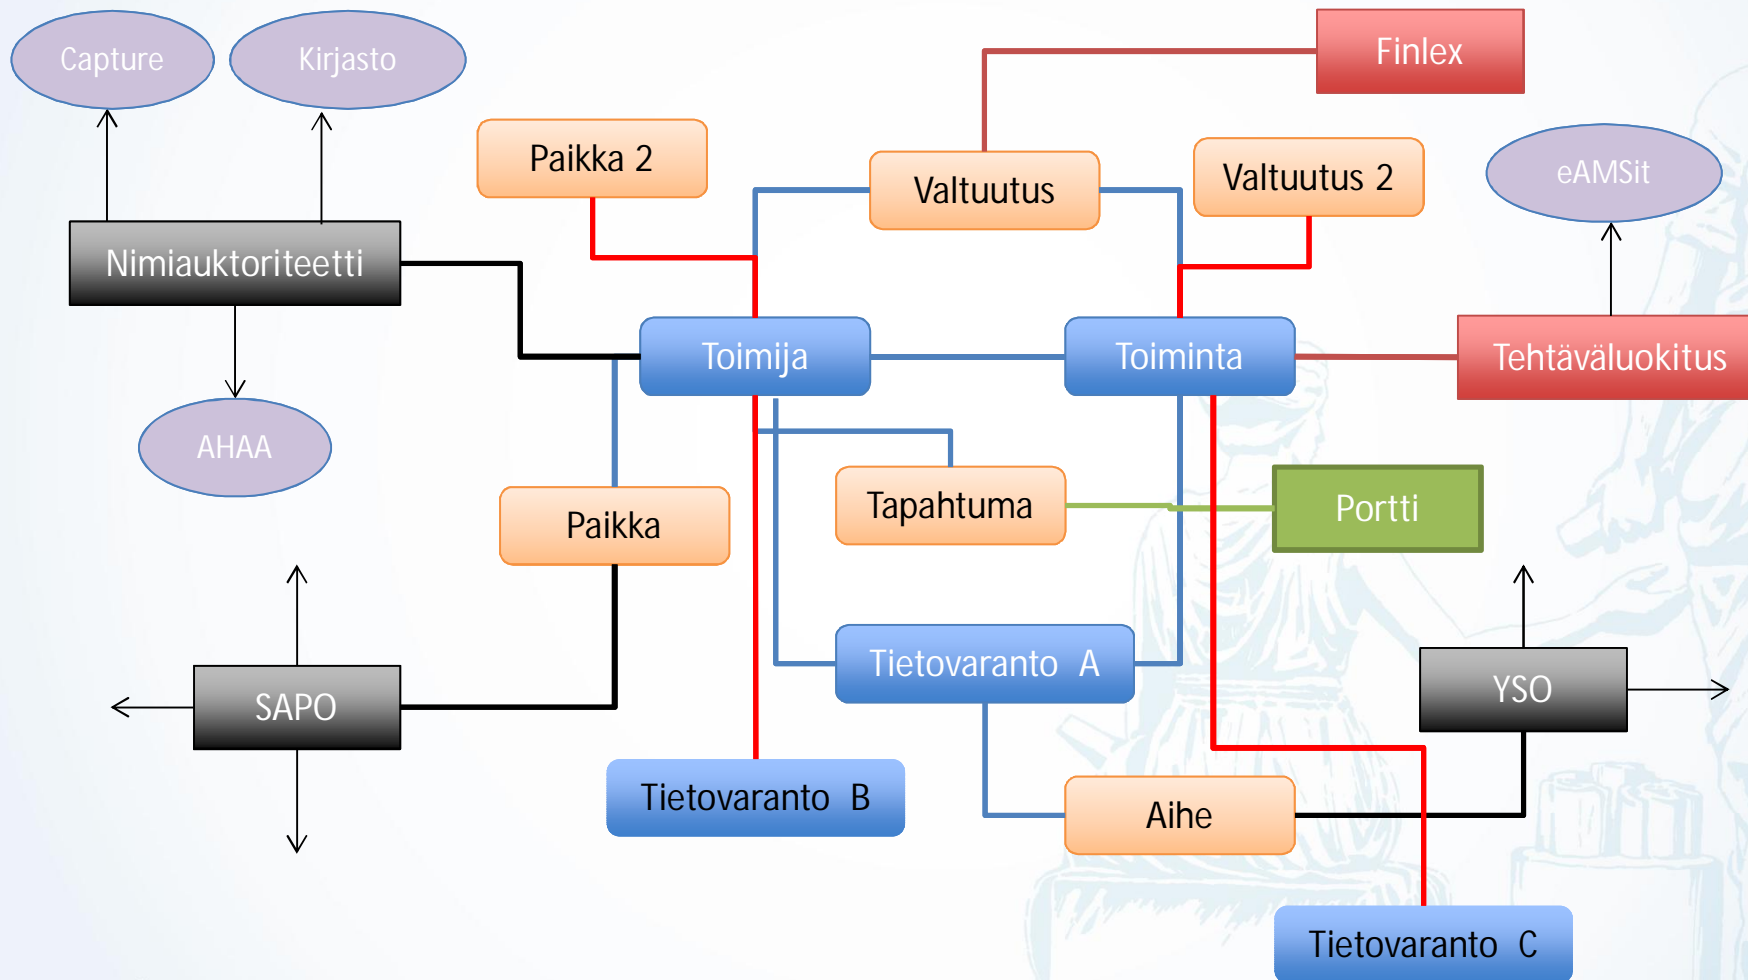 Capture
Kirjasto
Finlex
Paikka 2
Valtuutus
Valtuutus 2
eAMSit
Nimiauktoriteetti
Toimija
Toiminta
Tehtäväluokitus
AHAA
Paikka
Tapahtuma
Portti
Tietovaranto A
SAPO
YSO
Tietovaranto B
Aihe
Tietovaranto C